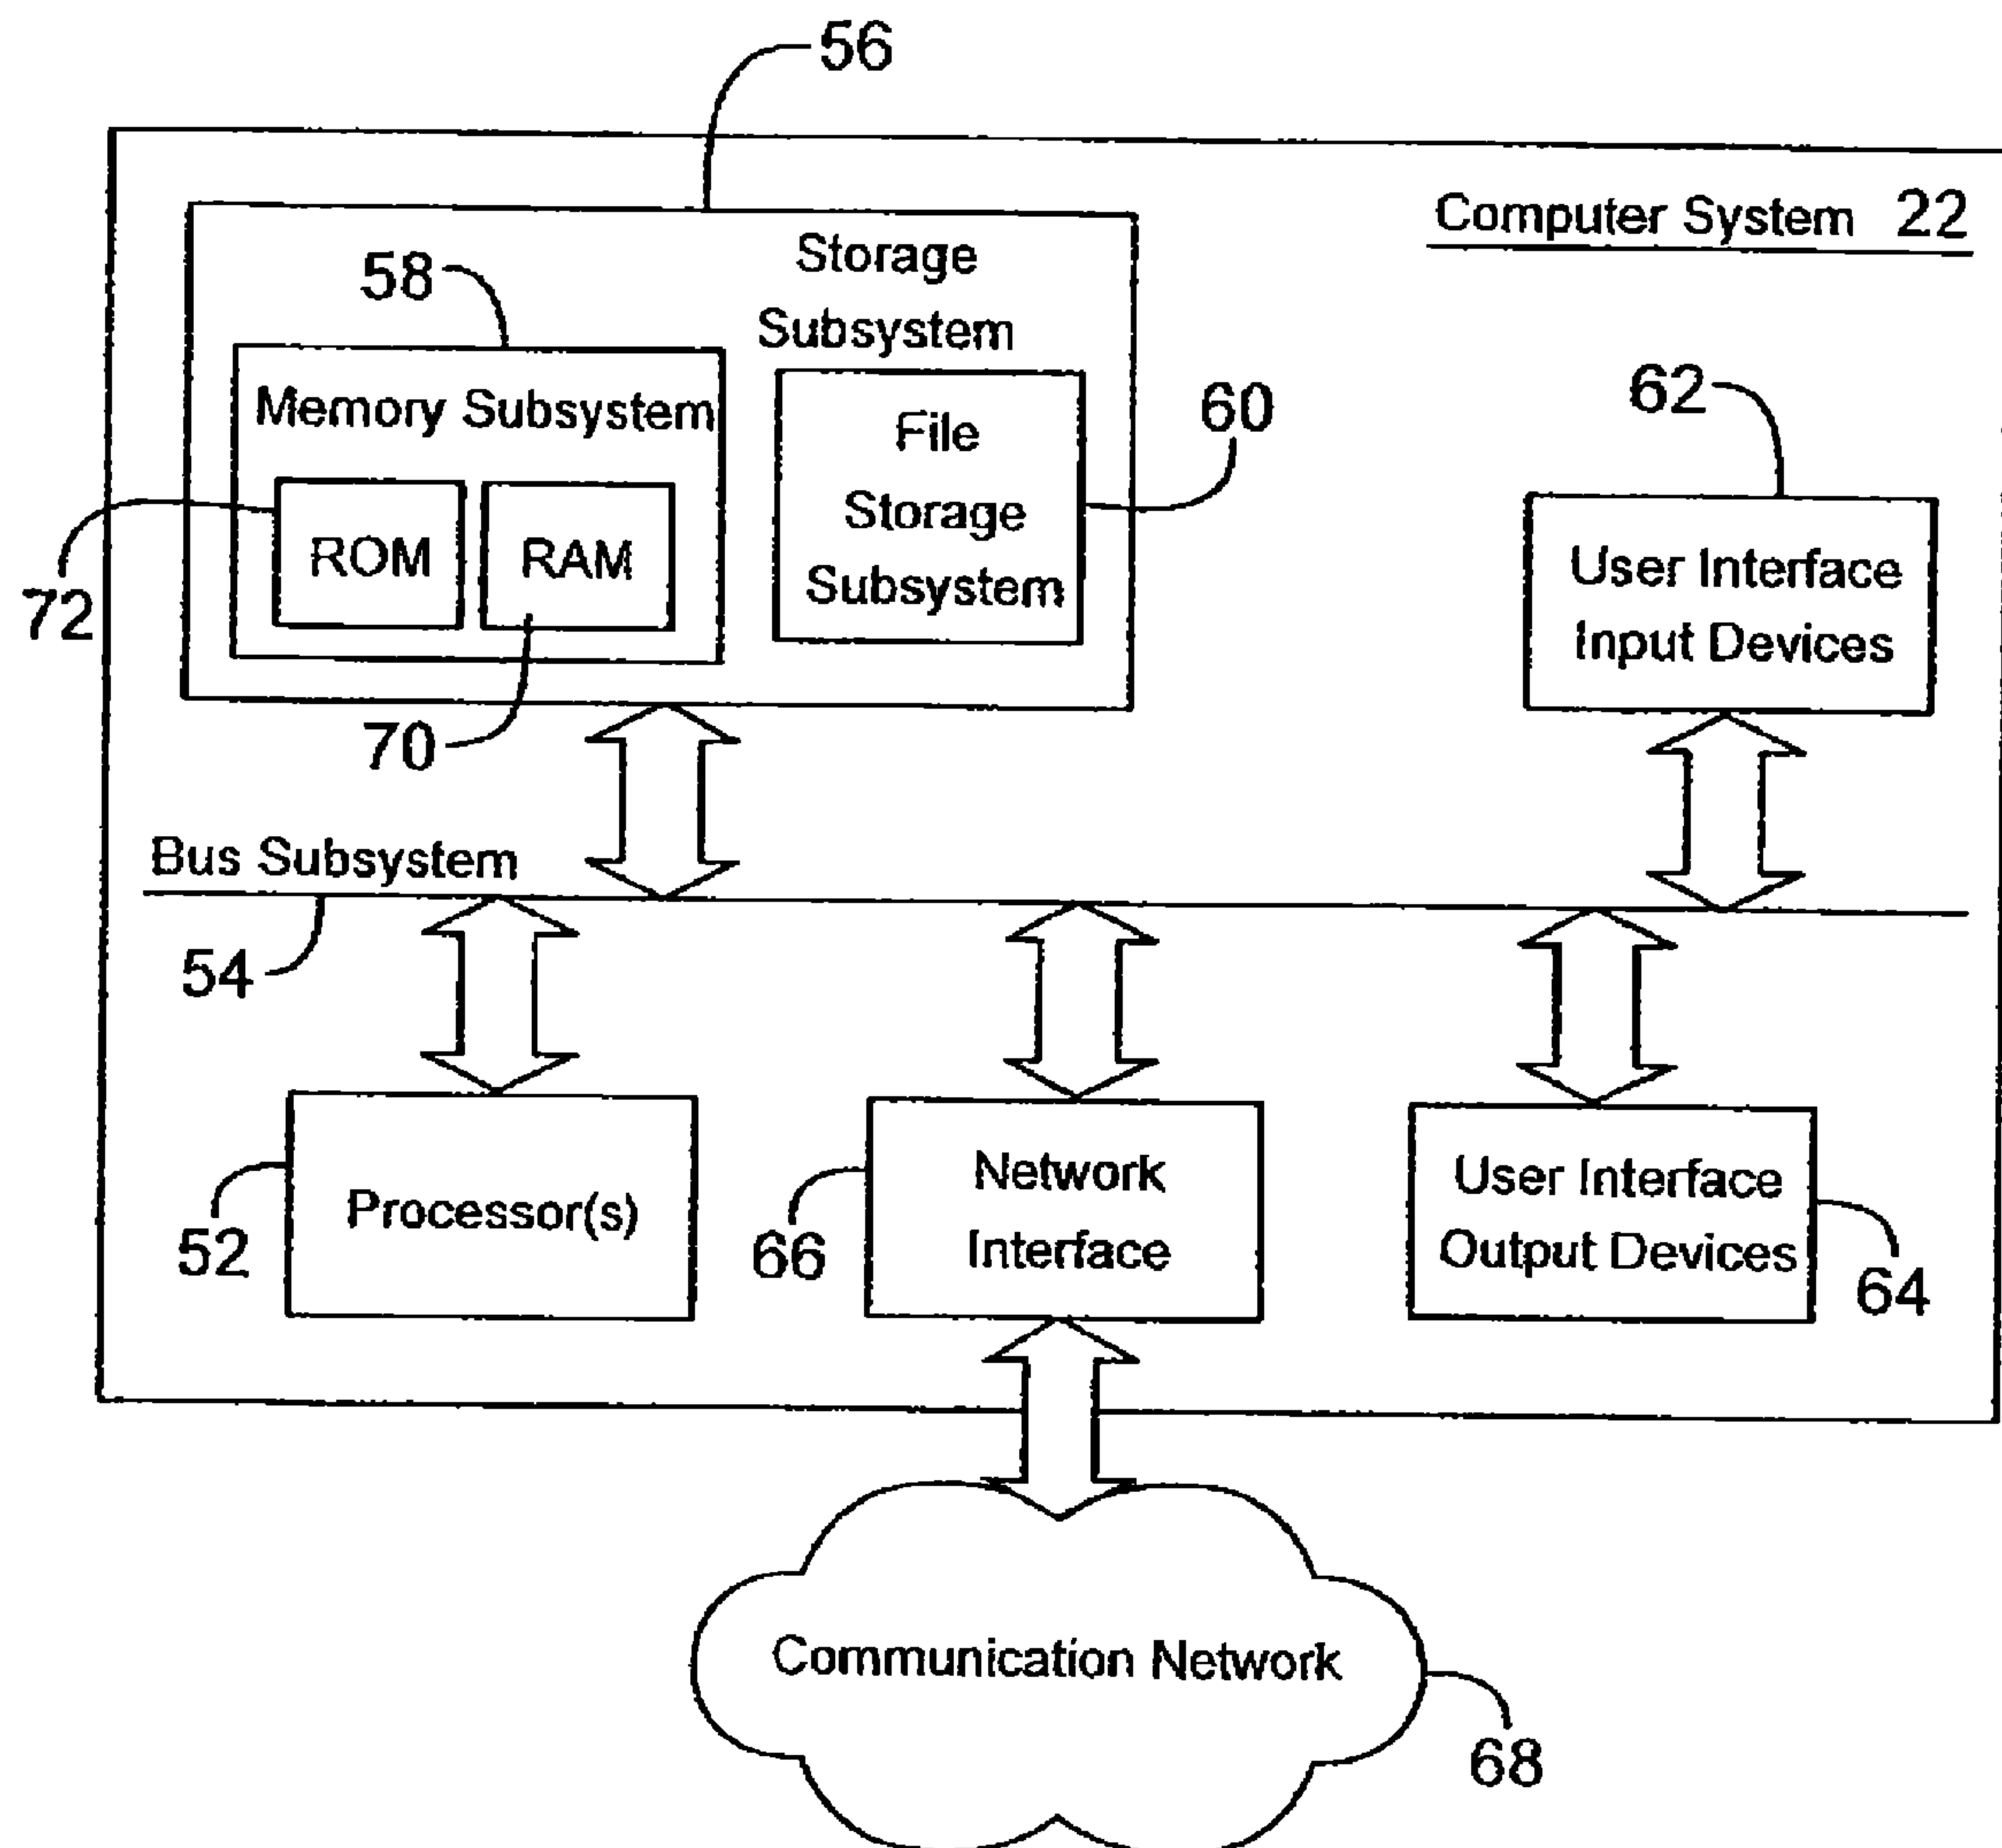 56
Computer System 22
Storage
Subsystem
58
Memory Subsystem
File
Storage
Subsystem
60
62
ROM
RAM
72
70
User Interface
Input Devices
Bus Subsystem
54
Processor(s)
52
Network
Interface
66
User Interface
Output Devices
64
Communication Network
68